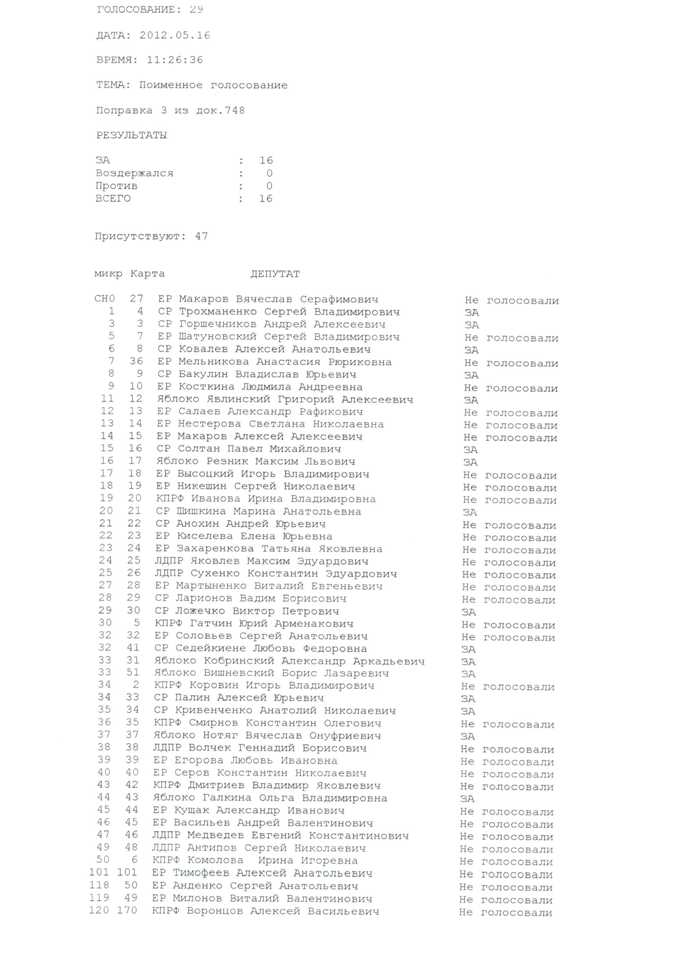 ГОЛОСОВАНИЕ: 29
ДАТА: 2012.05.16
ВРЕМЯ: 11:26:36
ТЕМА: Поименное голосование
Поправка 3 из док.748
РЕЗУЛЬТАТЫ
ЗА : 16
Воздержался : 0
Против : 0
ВСЕГО : 16
Присутствуют: 47
микр Карта ДЕПУТАТ
CH0 27 ЕР Макаров Вячеслав Серафимович Не голосовали
1 4 СР Трохманенко Сергей Владимирович ЗА
3 3 СР Горшечников Андрей Алексеевич ЗА
5 7 ЕР Шатуновский Сергей Владимирович Не голосовали
6 8 СР Ковалев Алексей Анатольевич ЗА
7 36 ЕР Мельникова Анастасия Рюриковна Не голосовали
8 9 СР Бакулин Владислав Юрьевич ЗА
9 10 ЕР Косткина Людмила Андреевна Не голосовали
11 12 Яблоко Явлинский Григорий Алексеевич ЗА
12 13 ЕР Салаев Александр Рафикович Не голосовали
13 14 ЕР Нестерова Светлана Николаевна Не голосовали
14 15 ЕР Макаров Алексей Алексеевич Не голосовали
15 16 СР Солтан Павел Михайлович ЗА
16 17 Яблоко Резник Максим Львович ЗА
17 18 ЕР Высоцкий Игорь Владимирович Не голосовали
18 19 ЕР Никешин Сергей Николаевич Не голосовали
19 20 КПРФ Иванова Ирина Владимировна Не голосовали
20 21 СР Шишкина Марина Анатольевна ЗА
21 22 СР Анохин Андрей Юрьевич Не голосовали
22 23 ЕР Киселева Елена Юрьевна Не голосовали
23 24 ЕР Захаренкова Татьяна Яковлевна Не голосовали
24 25 ЛДПР Яковлев Максим Эдуардович Не голосовали
25 26 ЛДПР Сухенко Константин Эдуардович Не голосовали
27 28 ЕР Мартыненко Виталий Евгеньевич Не голосовали
28 29 СР Ларионов Вадим Борисович Не голосовали
29 30 СР Ложечко Виктор Петрович ЗА
30 5 КПРФ Гатчин Юрий Арменакович Не голосовали
32 32 ЕР Соловьев Сергей Анатольевич Не голосовали
32 41 СР Седейкиене Любовь Федоровна ЗА
33 31 Яблоко Кобринский Александр Аркадьевич ЗА
33 51 Яблоко Вишневский Борис Лазаревич ЗА
34 2 КПРФ Коровин Игорь Владимирович Не голосовали
34 33 СР Палин Алексей Юрьевич ЗА
35 34 СР Кривенченко Анатолий Николаевич ЗА
36 35 КПРФ Смирнов Константин Олегович Не голосовали
37 37 Яблоко Нотяг Вячеслав Онуфриевич ЗА
38 38 ЛДПР Волчек Геннадий Борисович Не голосовали
39 39 ЕР Егорова Любовь Ивановна Не голосовали
40 40 ЕР Серов Константин Николаевич Не голосовали
43 42 КПРФ Дмитриев Владимир Яковлевич Не голосовали
44 43 Яблоко Галкина Ольга Владимировна ЗА
45 44 ЕР Кущак Александр Иванович Не голосовали
46 45 ЕР Васильев Андрей Валентинович Не голосовали
47 46 ЛДПР Медведев Евгений Константинович Не голосовали
49 48 ЛДПР Антипов Сергей Николаевич Не голосовали
50 6 КПРФ Комолова Ирина Игоревна Не голосовали
101 101 ЕР Тимофеев Алексей Анатольевич Не голосовали
118 50 ЕР Анденко Сергей Анатольевич Не голосовали
119 49 ЕР Милонов Виталий Валентинович Не голосовали
120 170 КПРФ Воронцов Алексей Васильевич Не голосовали